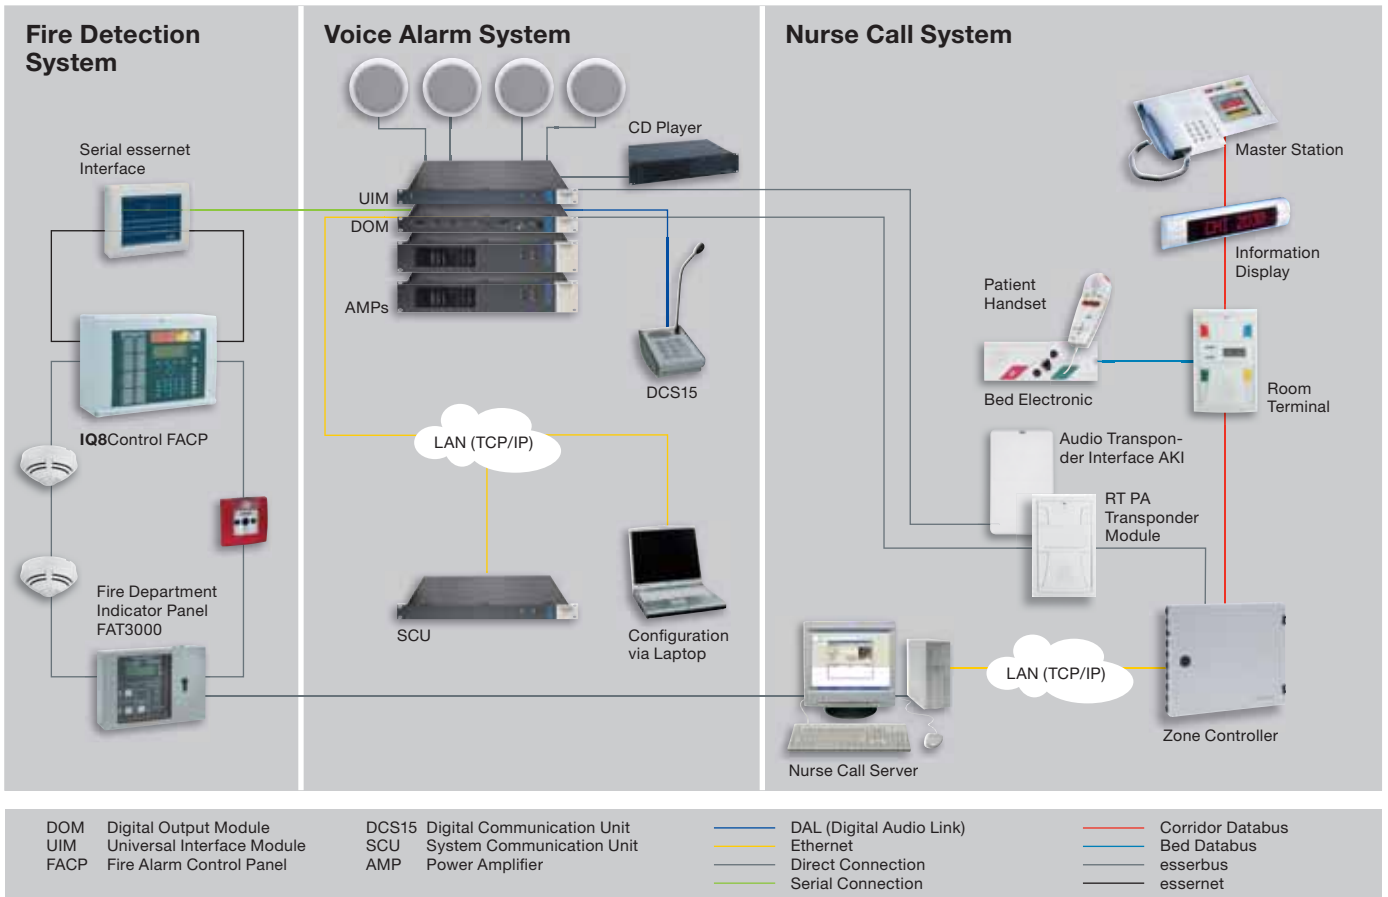 Fire Detection
System
Voice Alarm System
Nurse Call System
Serial essernet
Interface
IQ8Control FACP
Fire Department
Indicator Panel
FAT3000
CD Player
UIM
DOM
AMPs
DCS15
LAN (TCP/IP)
SCU
Configuration
via Laptop
Master Station
Information
Display
Patient
Handset
Bed Electronic
Room
Terminal
Audio Transpon-
der Interface AKI
RT PA
Transponder
Module
LAN (TCP/IP)
Zone Controller
Nurse Call Server
DOM Digital Output Module
UIM Universal Interface Module
FACP Fire Alarm Control Panel
DCS15 Digital Communication Unit
SCU System Communication Unit
AMP Power Amplifier
DAL (Digital Audio Link)
Ethernet
Direct Connection
Serial Connection
Corridor Databus
Bed Databus
esserbus
essernet